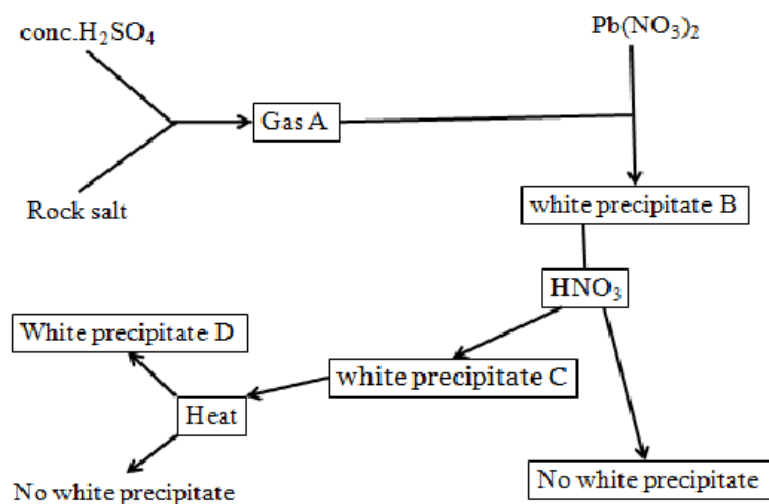 conc.H₂SO₄
Pb(NO₃)₂
Gas A
Rock salt
white precipitate B
HNO₃
White precipitate D
white precipitate C
Heat
No white precipitate
No white precipitate